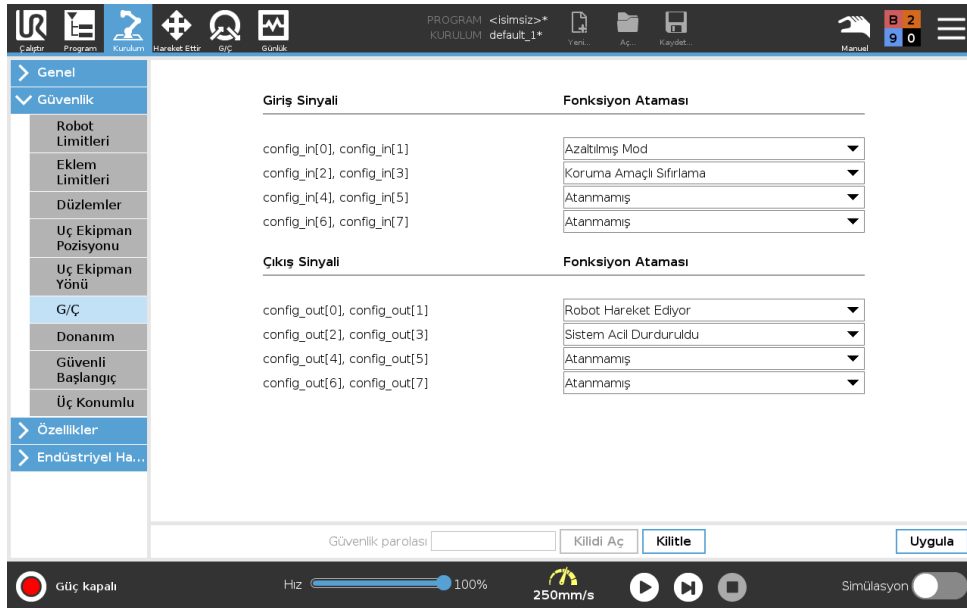 UR
PROGRAM <isimsiz>*
KURULUM default_1*
Çalıştır Program Kurulum Hareket Ettir G/Ç Günlük Yeni... Aç... Kaydet... Manuel
B 2
9 0
Genel
Güvenlik
Robot
Limitleri
Eklem
Limitleri
Düzlemler
Uç Ekipman
Pozisyonu
Uç Ekipman
Yönü
G/Ç
Donanım
Güvenli
Başlangıç
Üç Konumlu
Özellikler
Endüstriyel Ha...
Giriş Sinyali Fonksiyon Ataması
config_in[0], config_in[1] Azaltılmış Mod
config_in[2], config_in[3] Koruma Amaçlı Sıfırlama
config_in[4], config_in[5] Atanmamış
config_in[6], config_in[7] Atanmamış
Çıkış Sinyali Fonksiyon Ataması
config_out[0], config_out[1] Robot Hareket Ediyor
config_out[2], config_out[3] Sistem Acil Durduruldu
config_out[4], config_out[5] Atanmamış
config_out[6], config_out[7] Atanmamış
Güvenlik parolası Kilidi Aç Kilitle Uygula
Güç kapalı Hız 100% 250mm/s Simülasyon